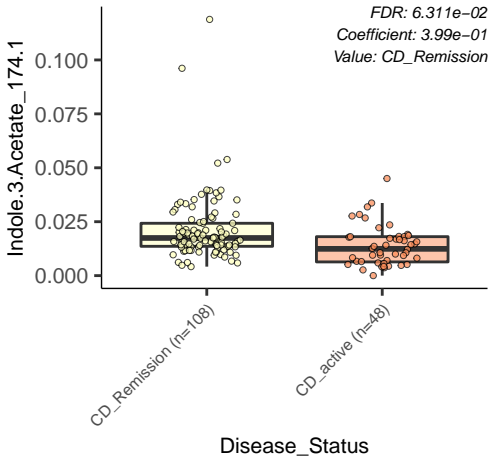 FDR: 6.311e−02
Coefficient: 3.99e−01
Value: CD_Remission
Indole.3.Acetate_174.1
0.100
0.075
0.050
0.025
0.000
CD_Remission (n=108)
CD_active (n=48)
Disease_Status